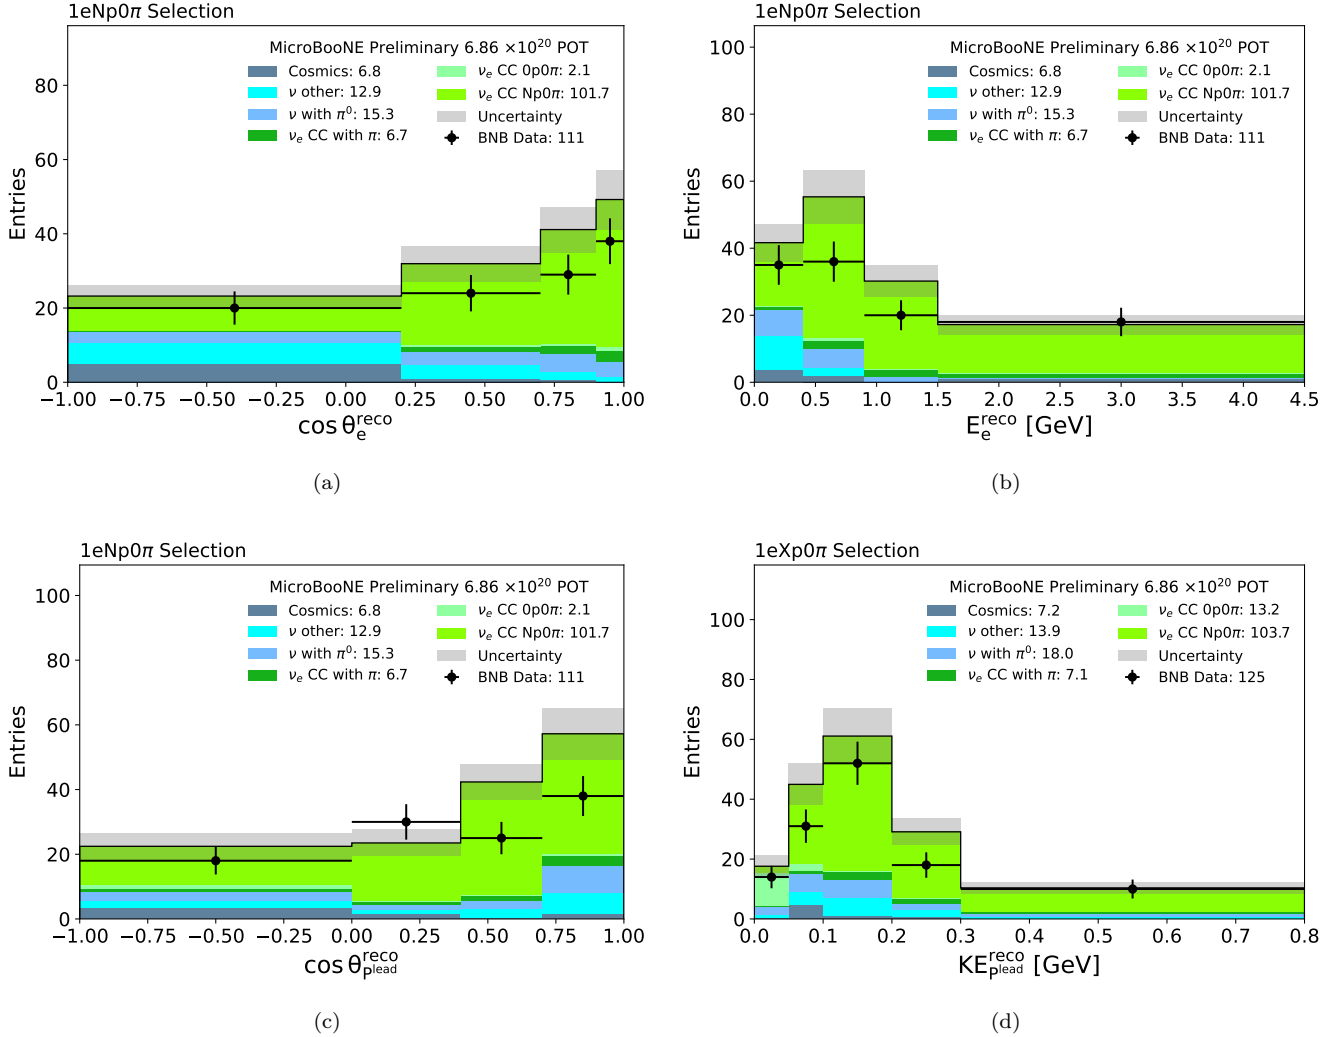 1eNp0π Selection
MicroBooNE Preliminary 6.86 ×10²⁰ POT
Cosmics: 6.8
ν other: 12.9
ν with π⁰: 15.3
νₑ CC with π: 6.7
νₑ CC 0p0π: 2.1
νₑ CC Np0π: 101.7
Uncertainty
BNB Data: 111
Entries
80
60
40
20
0
−1.00 −0.75 −0.50 −0.25 0.00 0.25 0.50 0.75 1.00
cos θₑ^reco
(a)
1eNp0π Selection
MicroBooNE Preliminary 6.86 ×10²⁰ POT
Cosmics: 6.8
ν other: 12.9
ν with π⁰: 15.3
νₑ CC with π: 6.7
νₑ CC 0p0π: 2.1
νₑ CC Np0π: 101.7
Uncertainty
BNB Data: 111
Entries
100
80
60
40
20
0
0.0 0.5 1.0 1.5 2.0 2.5 3.0 3.5 4.0 4.5
Eₑ^reco [GeV]
(b)
1eNp0π Selection
MicroBooNE Preliminary 6.86 ×10²⁰ POT
Cosmics: 6.8
ν other: 12.9
ν with π⁰: 15.3
νₑ CC with π: 6.7
νₑ CC 0p0π: 2.1
νₑ CC Np0π: 101.7
Uncertainty
BNB Data: 111
Entries
100
80
60
40
20
0
−1.00 −0.75 −0.50 −0.25 0.00 0.25 0.50 0.75 1.00
cos θ_{P^lead}^reco
(c)
1eXp0π Selection
MicroBooNE Preliminary 6.86 ×10²⁰ POT
Cosmics: 7.2
ν other: 13.9
ν with π⁰: 18.0
νₑ CC with π: 7.1
νₑ CC 0p0π: 13.2
νₑ CC Np0π: 103.7
Uncertainty
BNB Data: 125
Entries
100
80
60
40
20
0
0.0 0.1 0.2 0.3 0.4 0.5 0.6 0.7 0.8
KE_{P^lead}^reco [GeV]
(d)